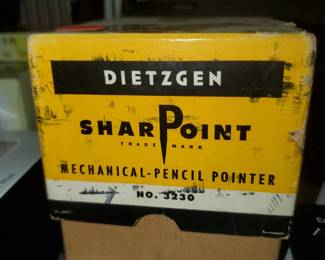 DIETZGEN
SHARPOINT
TRADE MARK
MECHANICAL-PENCIL POINTER
NO. 3230